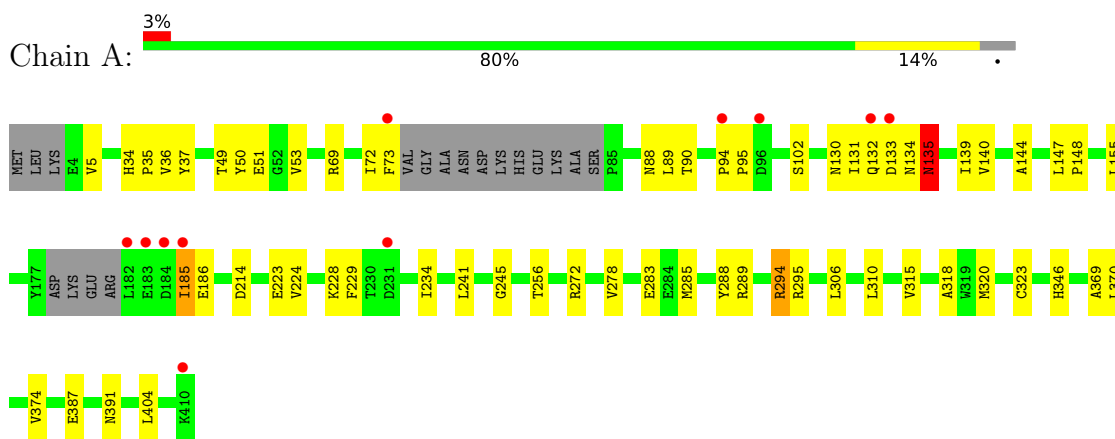 3%
Chain A:
80% 14% •
MET LEU LYS E4 V5 H34 P35 V36 Y37 T49 Y50 E51 G52 V53 R69 I72 F73 VAL GLY ALA ASN ASP LYS HIS GLU LYS ALA SER P85 N88 L89 T90 P94 P95 D96 S102 N130 I131 Q132 D133 N134 N135 I139 V140 A144 L147 P148 L155
Y177 ASP LYS GLU ARG L182 E183 D184 I185 E186 D214 E223 V224 K228 F229 T230 D231 I234 L241 G245 T256 R272 V278 E283 E284 M285 Y288 R289 R294 R295 L306 L310 V315 A318 W319 M320 C323 H346 A369 L370
V374 E387 N391 L404 K410